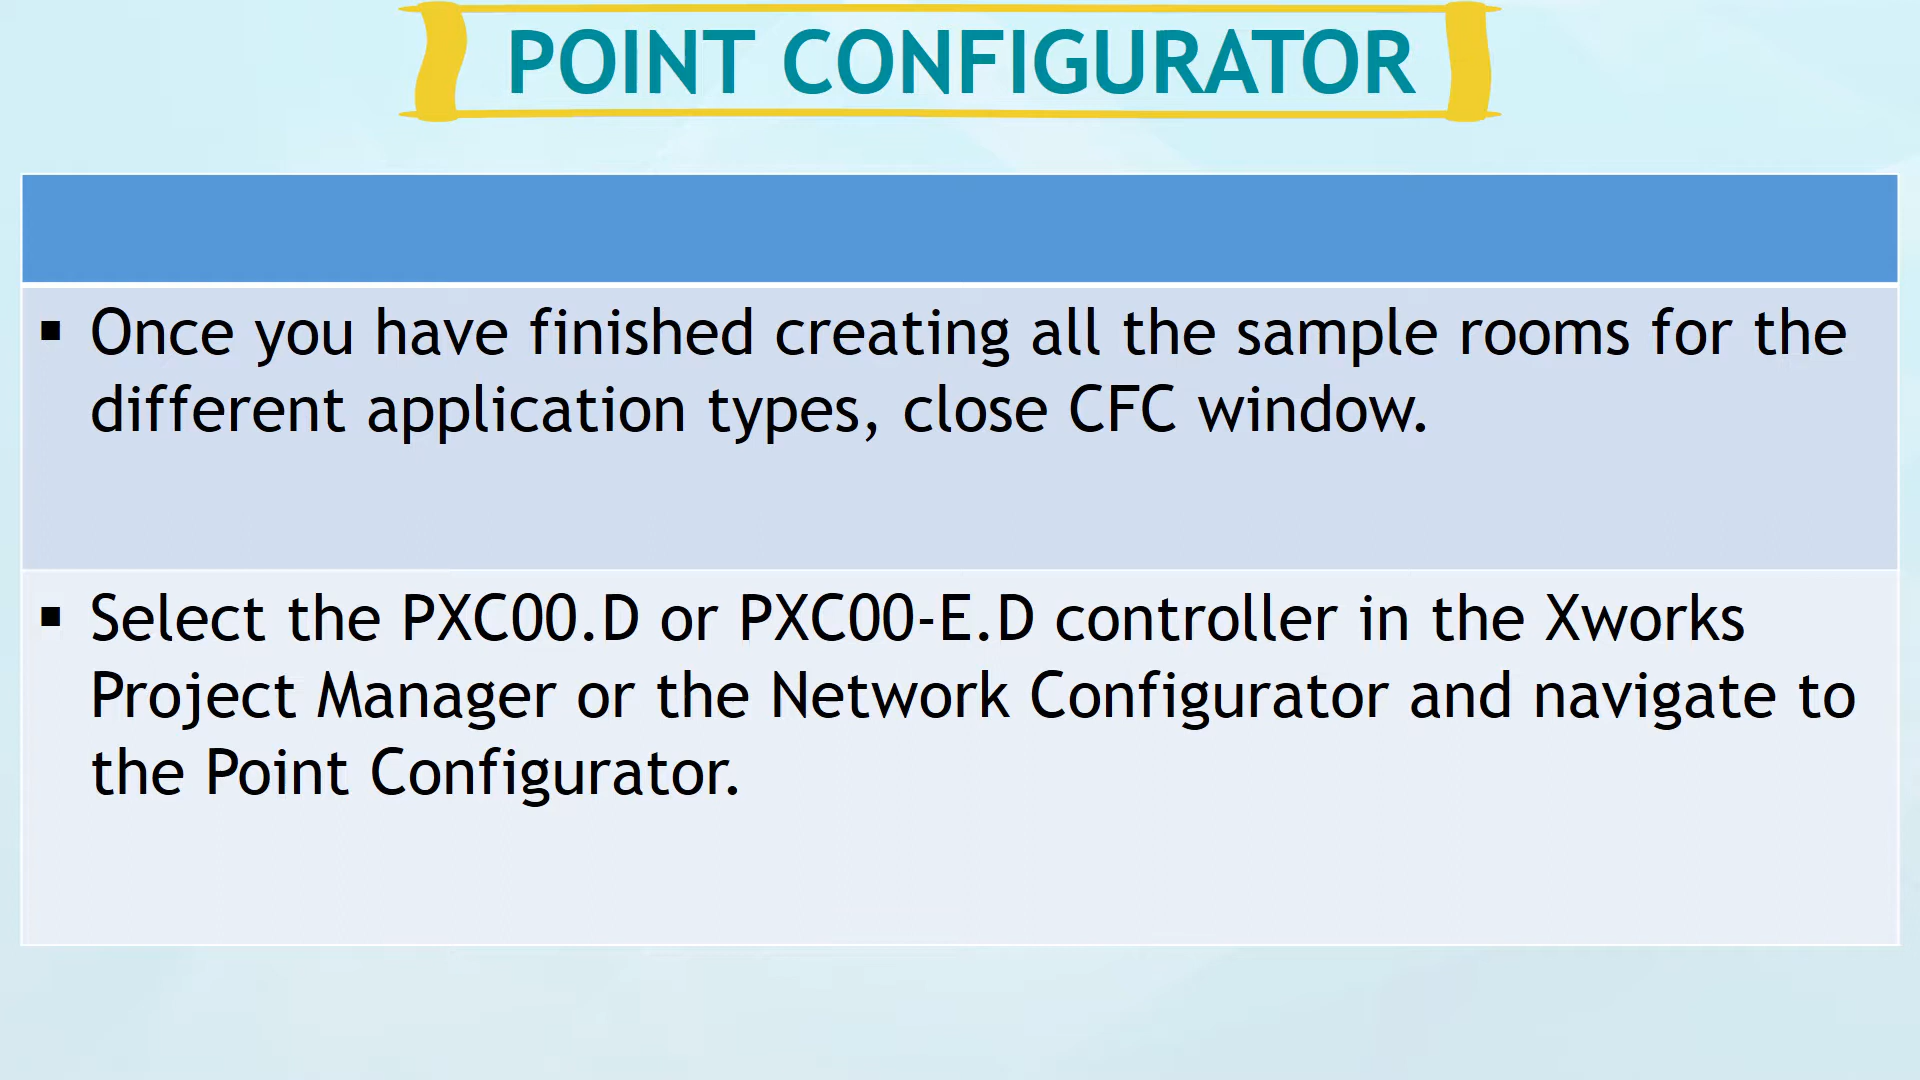 POINT CONFIGURATOR
▪ Once you have finished creating all the sample rooms for the
different application types, close CFC window.
▪ Select the PXC00.D or PXC00-E.D controller in the Xworks
Project Manager or the Network Configurator and navigate to
the Point Configurator.